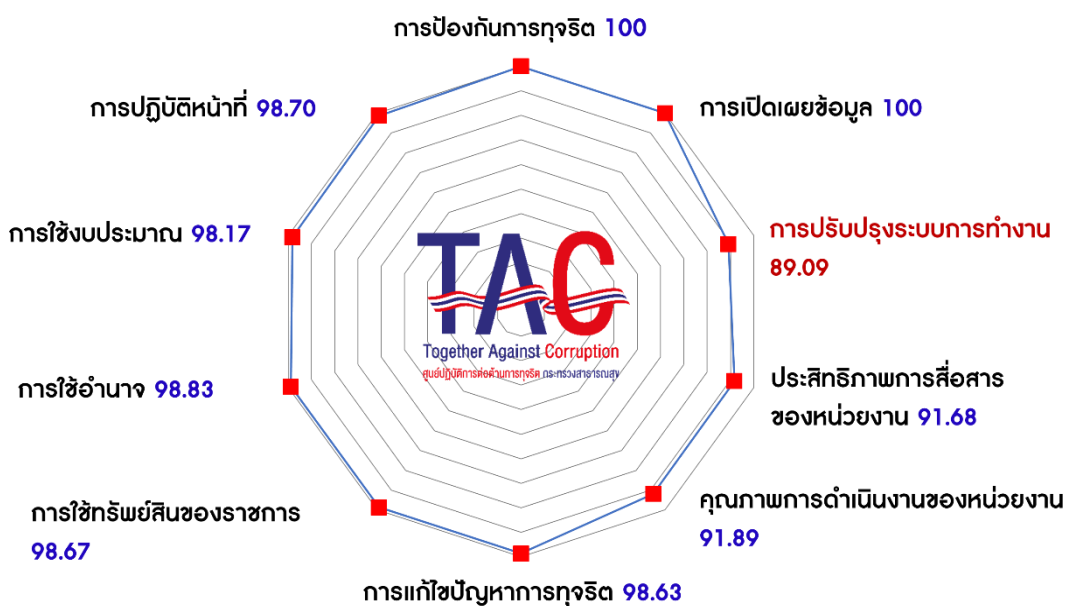 การป้องกันการทุจริต 100
การเปิดเผยข้อมูล 100
การปรับปรุงระบบการทำงาน
89.09
ประสิทธิภาพการสื่อสาร
ของหน่วยงาน 91.68
คุณภาพการดำเนินงานของหน่วยงาน
91.89
การแก้ไขปัญหาการทุจริต 98.63
การใช้ทรัพย์สินของราชการ
98.67
การใช้อำนาจ 98.83
การใช้งบประมาณ 98.17
การปฏิบัติหน้าที่ 98.70
TAC
Together Against Corruption
ศูนย์ปฏิบัติการต่อต้านการทุจริต กระทรวงสาธารณสุข